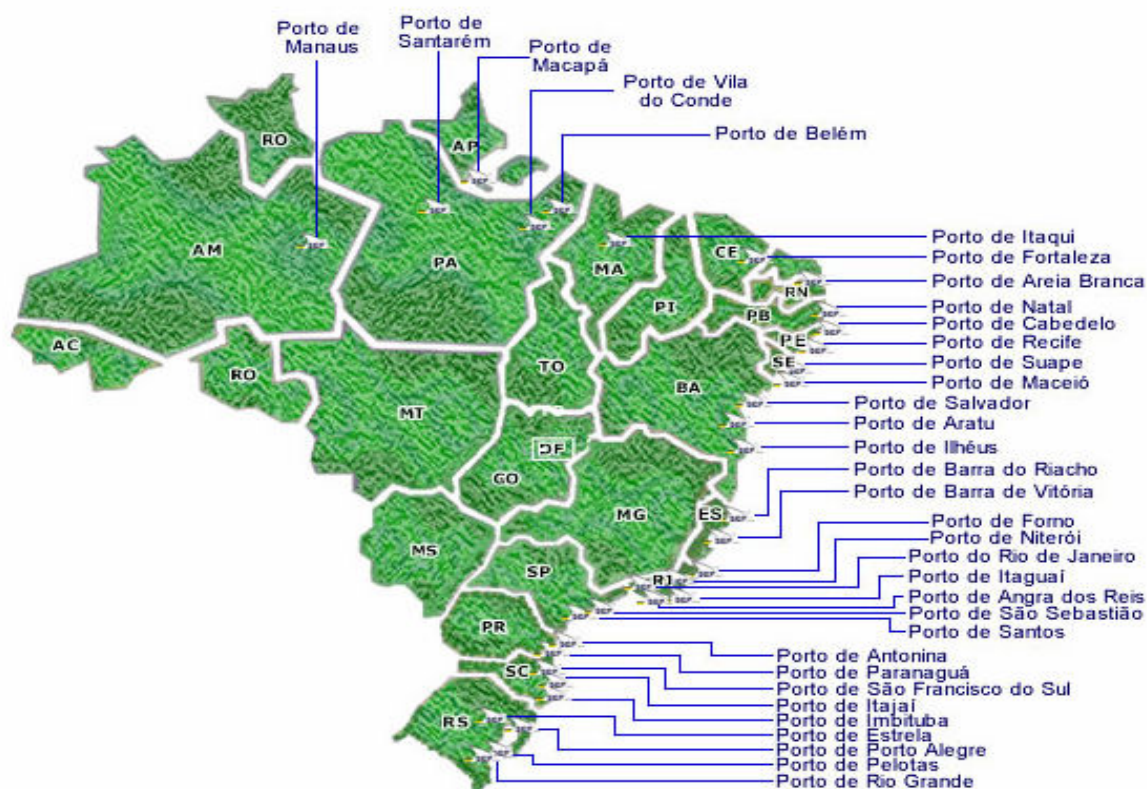 Porto de
Manaus
Porto de
Santarém
Porto de
Macapá
Porto de Vila
do Conde
Porto de Belém
RO
AP
AM
PA
MA
CE
RN
PI
PB
PE
SE
AC
RO
TO
BA
MT
DF
GO
MG
ES
MS
SP
RJ
PR
SC
RS
Porto de Itaqui
Porto de Fortaleza
Porto de Areia Branca
Porto de Natal
Porto de Cabedelo
Porto de Recife
Porto de Suape
Porto de Maceió
Porto de Salvador
Porto de Aratu
Porto de Ilhéus
Porto de Barra do Riacho
Porto de Barra de Vitória
Porto de Forno
Porto de Niterói
Porto do Rio de Janeiro
Porto de Itaguaí
Porto de Angra dos Reis
Porto de São Sebastião
Porto de Santos
Porto de Antonina
Porto de Paranaguá
Porto de São Francisco do Sul
Porto de Itajaí
Porto de Imbituba
Porto de Estrela
Porto de Porto Alegre
Porto de Pelotas
Porto de Rio Grande